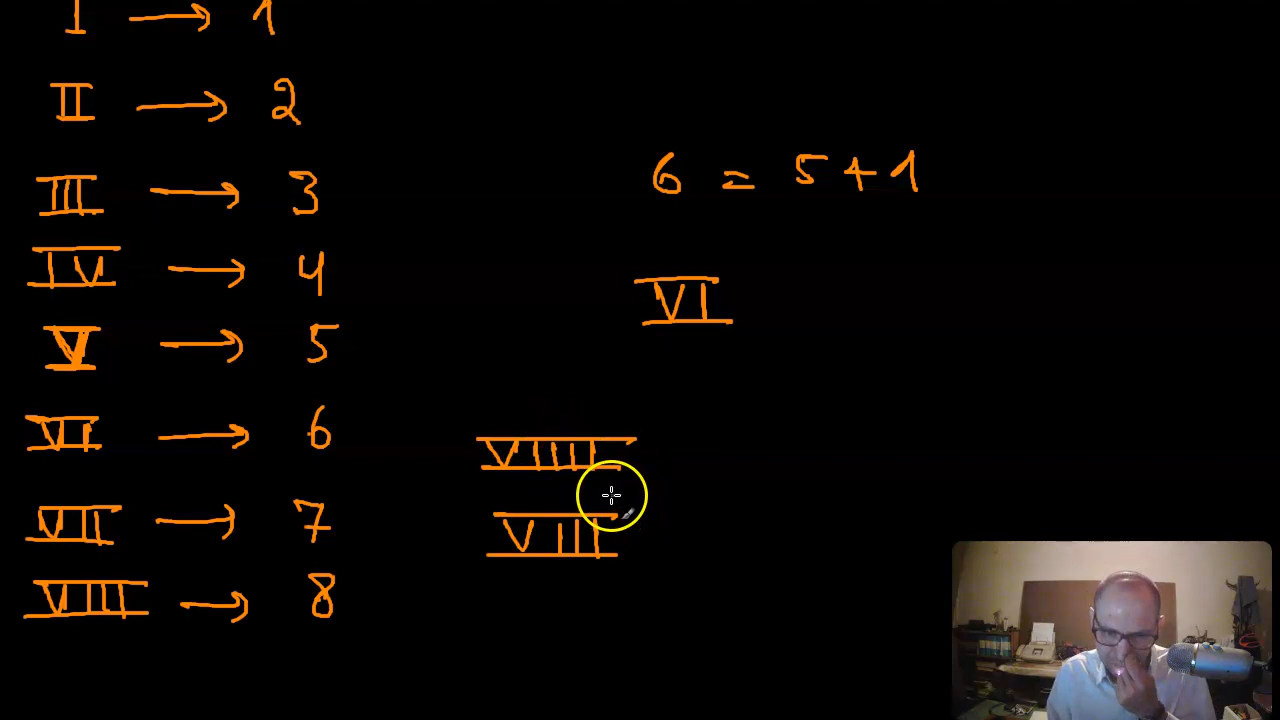 I → 1
II → 2
III → 3
IV → 4
V → 5
VI → 6
VII → 7
VIII → 8
6 = 5 + 1
VI
VIIII
VIII